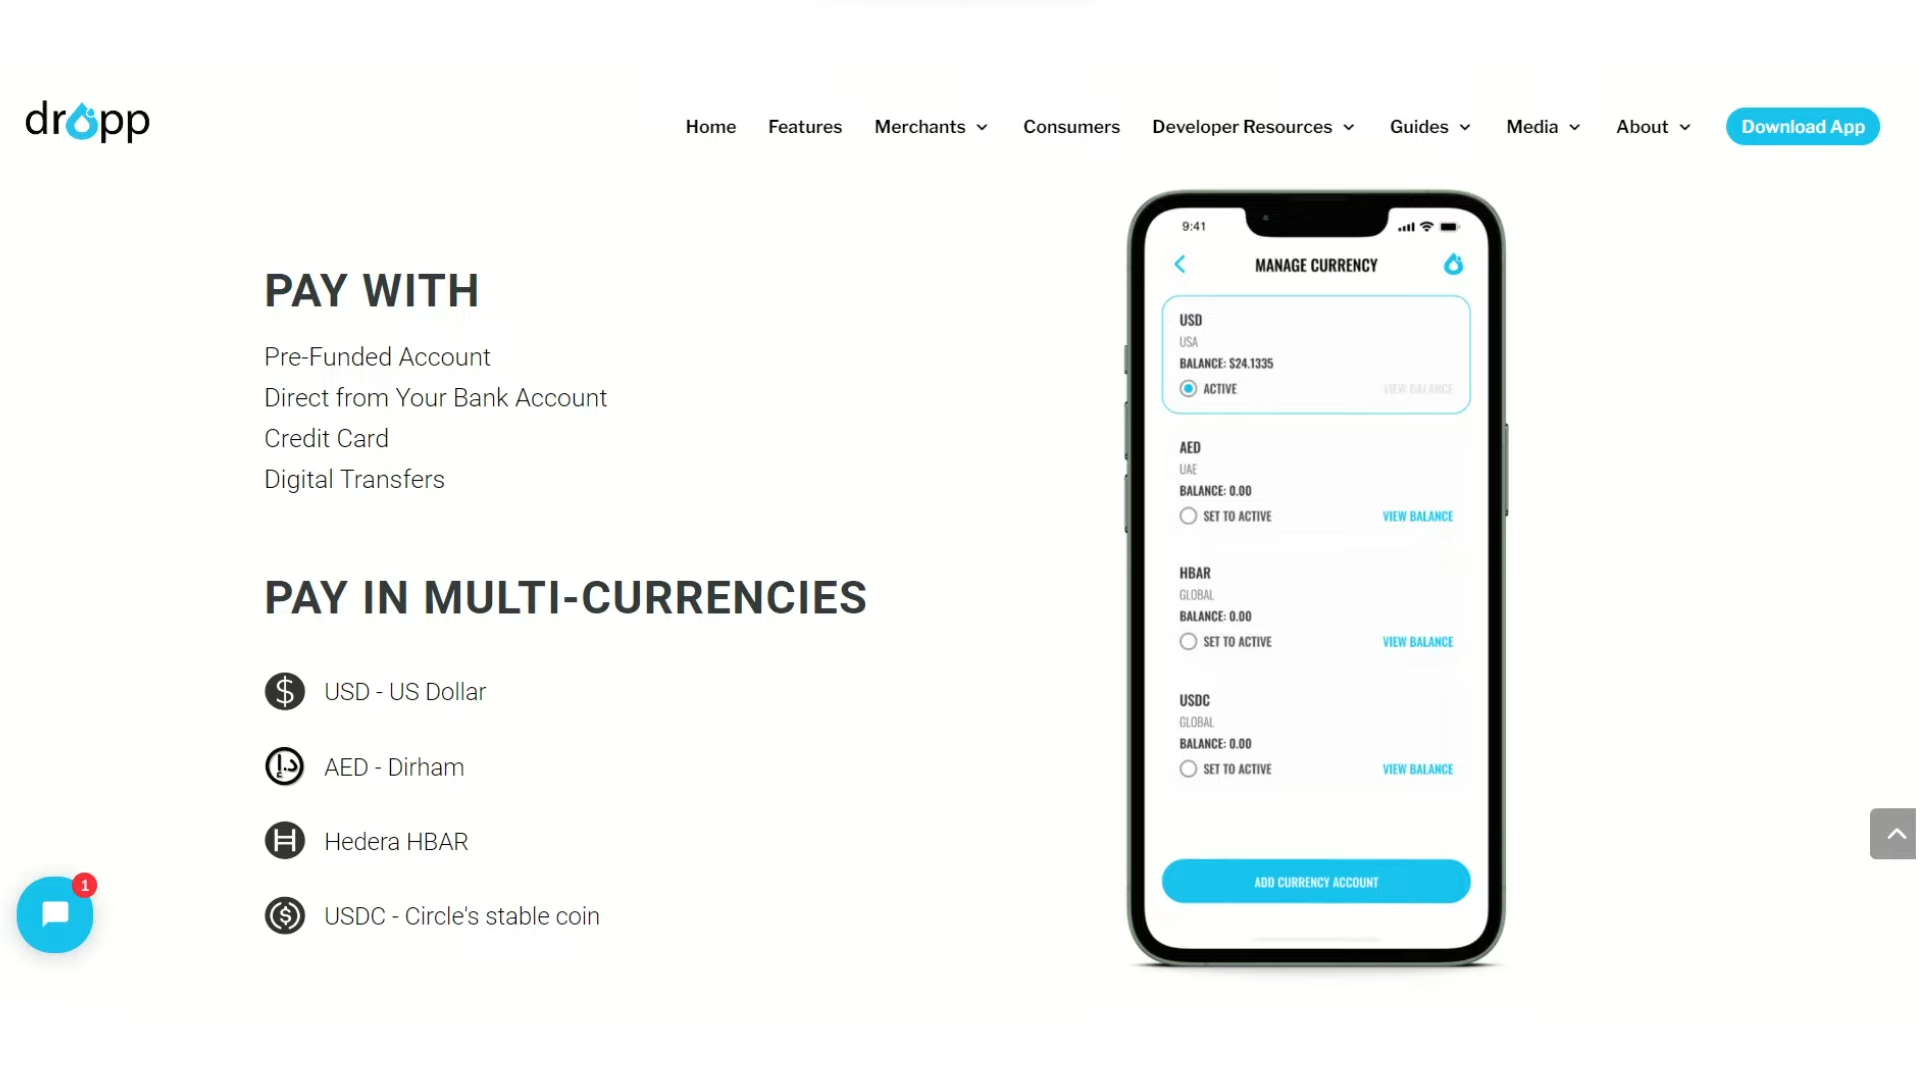 dropp
Home Features Merchants Consumers Developer Resources Guides Media About Download App
PAY WITH
Pre-Funded Account
Direct from Your Bank Account
Credit Card
Digital Transfers
PAY IN MULTI-CURRENCIES
$ USD - US Dollar
د.إ AED - Dirham
Hedera HBAR
$ USDC - Circle's stable coin
1
9:41
MANAGE CURRENCY
USD
USA
BALANCE: $24.1335
ACTIVE VIEW BALANCE
AED
UAE
BALANCE: 0.00
SET TO ACTIVE VIEW BALANCE
HBAR
GLOBAL
BALANCE: 0.00
SET TO ACTIVE VIEW BALANCE
USDC
GLOBAL
BALANCE: 0.00
SET TO ACTIVE VIEW BALANCE
ADD CURRENCY ACCOUNT